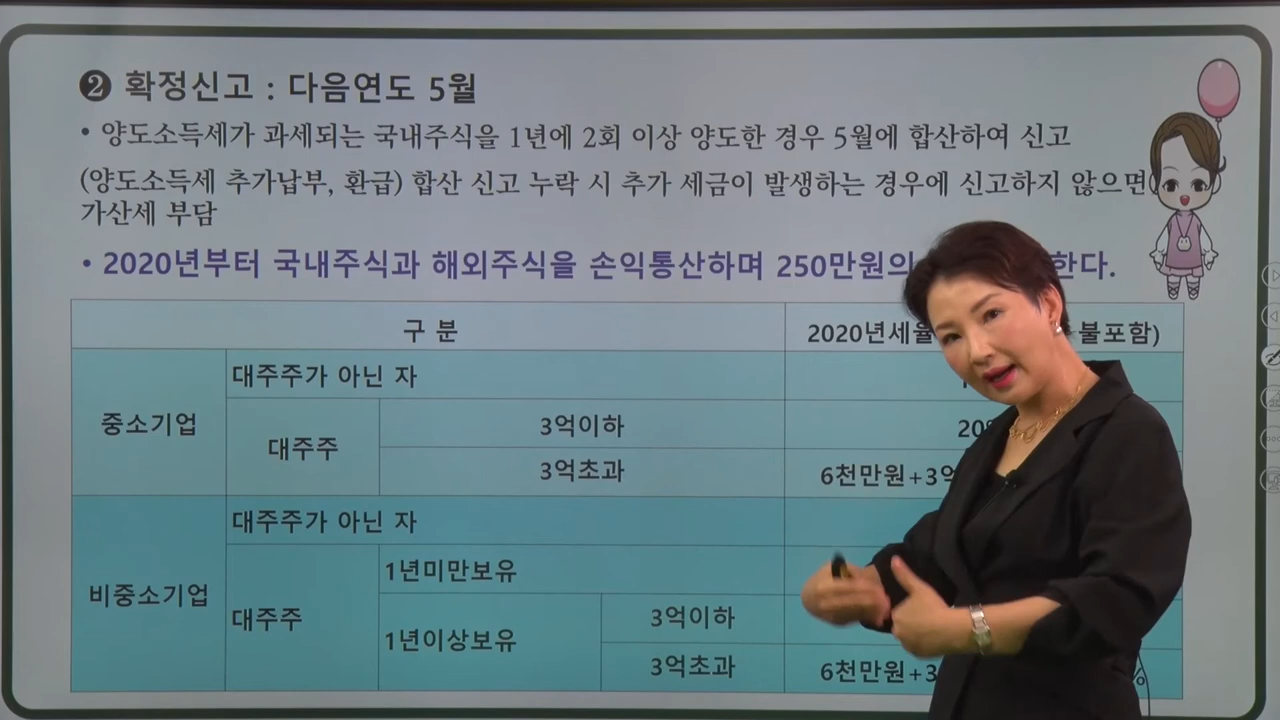 ❷ 확정신고 : 다음연도 5월
• 양도소득세가 과세되는 국내주식을 1년에 2회 이상 양도한 경우 5월에 합산하여 신고
(양도소득세 추가납부, 환급) 합산 신고 누락 시 추가 세금이 발생하는 경우에 신고하지 않으면
가산세 부담
• 2020년부터 국내주식과 해외주식을 손익통산하며 250만원의 한다.
구 분 2020년세율 불포함)
중소기업
대주주가 아닌 자
대주주
3억이하
3억초과 6천만원+3억
비중소기업
대주주가 아닌 자
대주주
1년미만보유
1년이상보유
3억이하
3억초과 6천만원+3 %